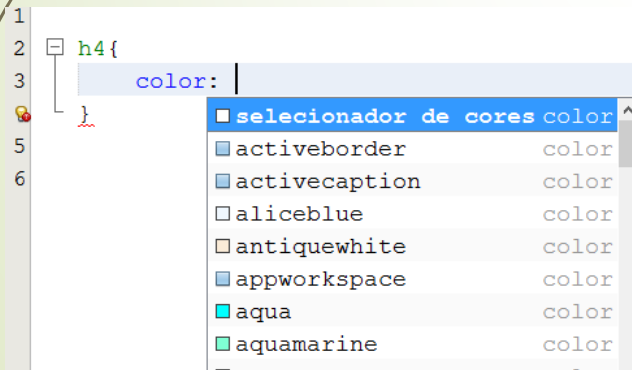 1
2 h4{
3 color:
}
5
6
selecionador de cores color
activeborder color
activecaption color
aliceblue color
antiquewhite color
appworkspace color
aqua color
aquamarine color